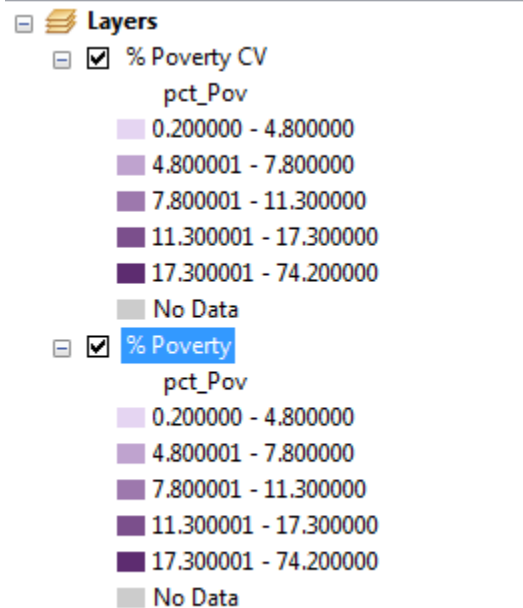 Layers
% Poverty CV
pct_Pov
0.200000 - 4.800000
4.800001 - 7.800000
7.800001 - 11.300000
11.300001 - 17.300000
17.300001 - 74.200000
No Data
% Poverty
pct_Pov
0.200000 - 4.800000
4.800001 - 7.800000
7.800001 - 11.300000
11.300001 - 17.300000
17.300001 - 74.200000
No Data